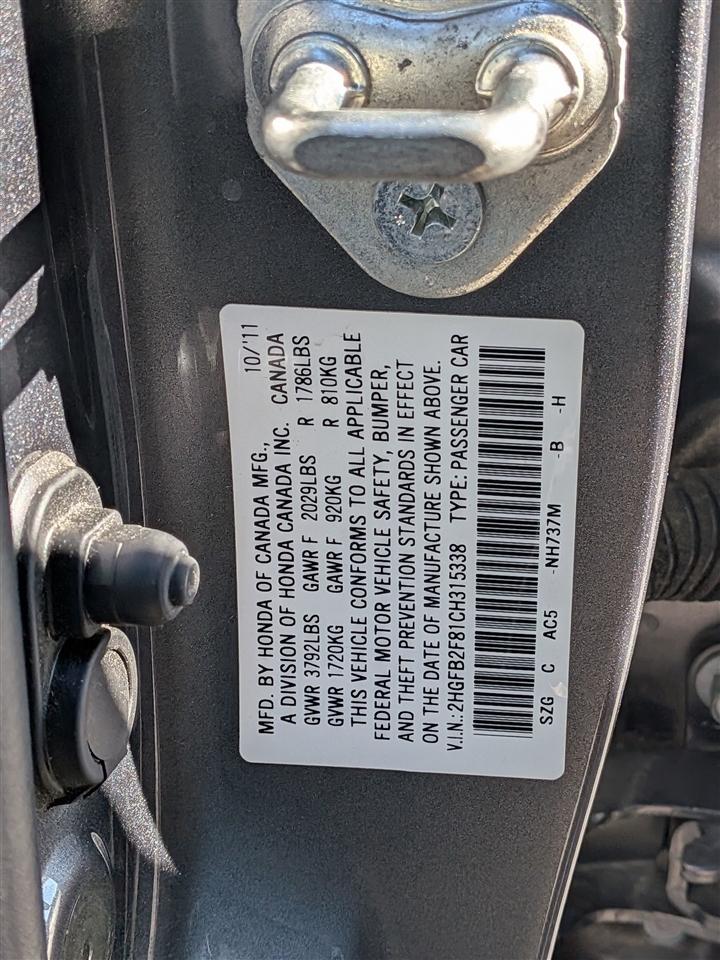 MFD. BY HONDA OF CANADA MFG., 10/'11
A DIVISION OF HONDA CANADA INC. CANADA
GVWR 3792LBS GAWR F 2029LBS R 1786LBS
GVWR 1720KG GAWR F 920KG R 810KG
THIS VEHICLE CONFORMS TO ALL APPLICABLE
FEDERAL MOTOR VEHICLE SAFETY, BUMPER,
AND THEFT PREVENTION STANDARDS IN EFFECT
ON THE DATE OF MANUFACTURE SHOWN ABOVE.
V.I.N.: 2HGFB2F81CH315338 TYPE: PASSENGER CAR
SZG C AC5 -NH737M -B -H